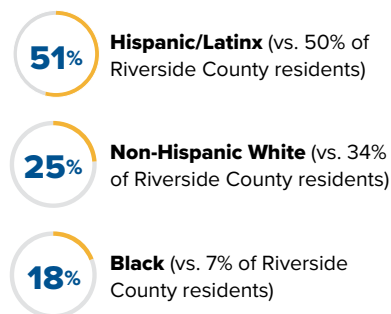 51%
Hispanic/Latinx (vs. 50% of
Riverside County residents)
25%
Non-Hispanic White (vs. 34%
of Riverside County residents)
18%
Black (vs. 7% of Riverside
County residents)